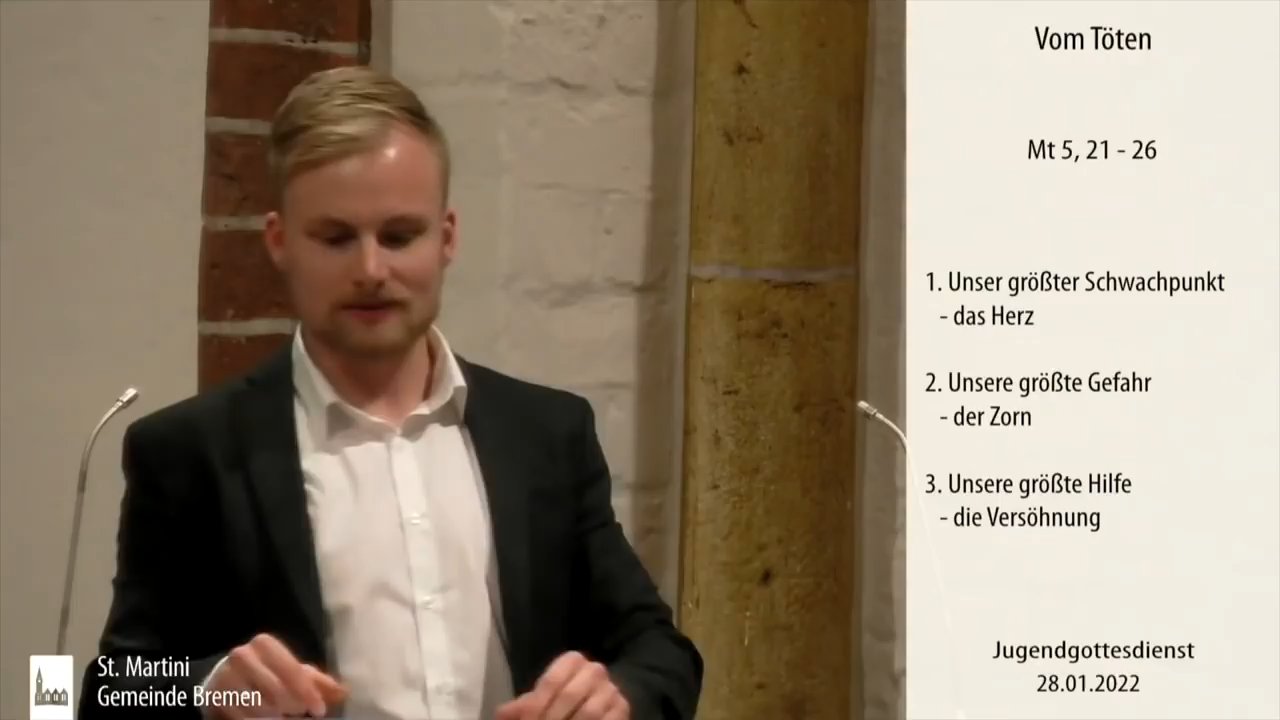 Vom Töten
Mt 5, 21 - 26
1. Unser größter Schwachpunkt
- das Herz
2. Unsere größte Gefahr
- der Zorn
3. Unsere größte Hilfe
- die Versöhnung
Jugendgottesdienst
28.01.2022
St. Martini
Gemeinde Bremen